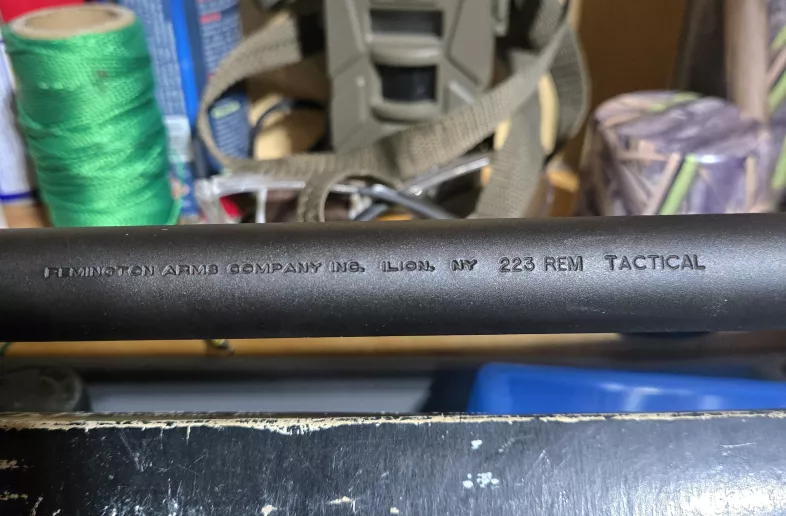 REMINGTON ARMS COMPANY INC. ILION, NY 223 REM TACTICAL